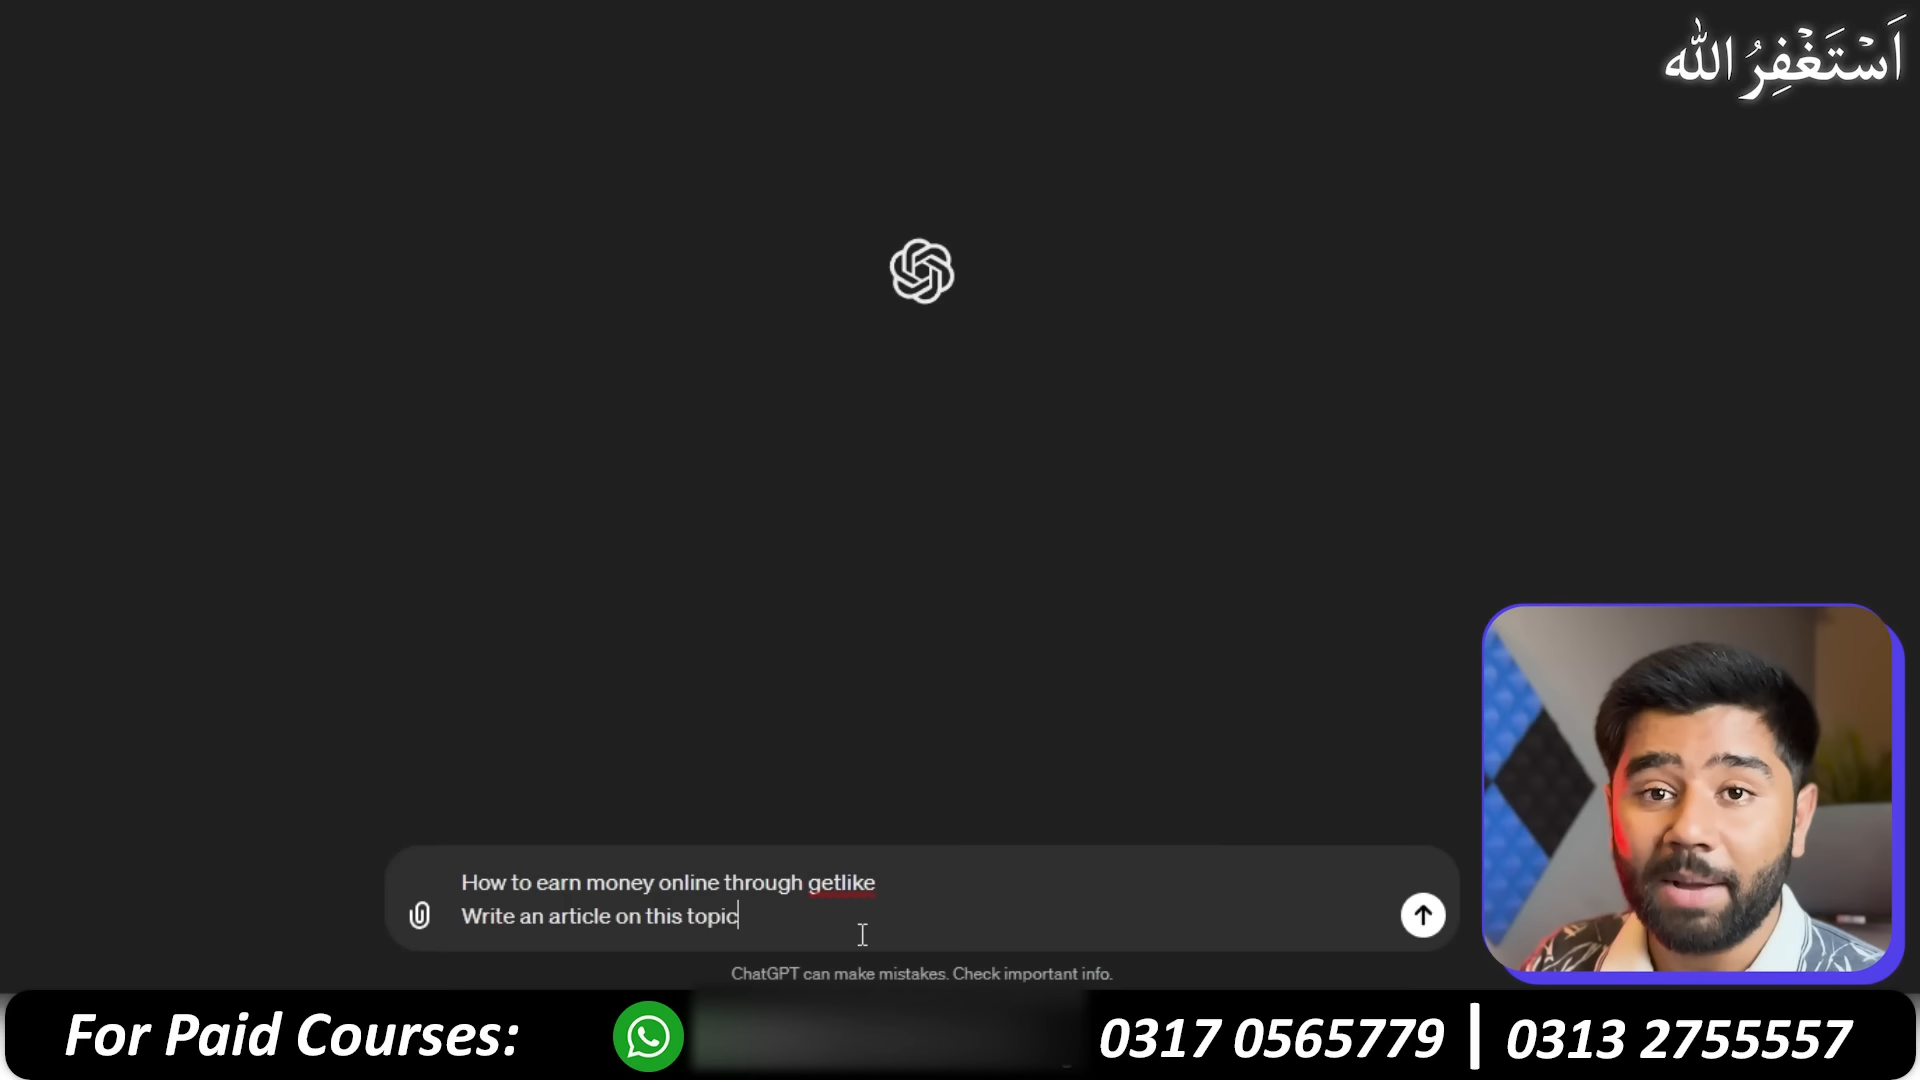 اَسْتَغْفِرُ اللّٰه
How to earn money online through getlike
Write an article on this topic
ChatGPT can make mistakes. Check important info.
For Paid Courses: 0317 0565779 | 0313 2755557